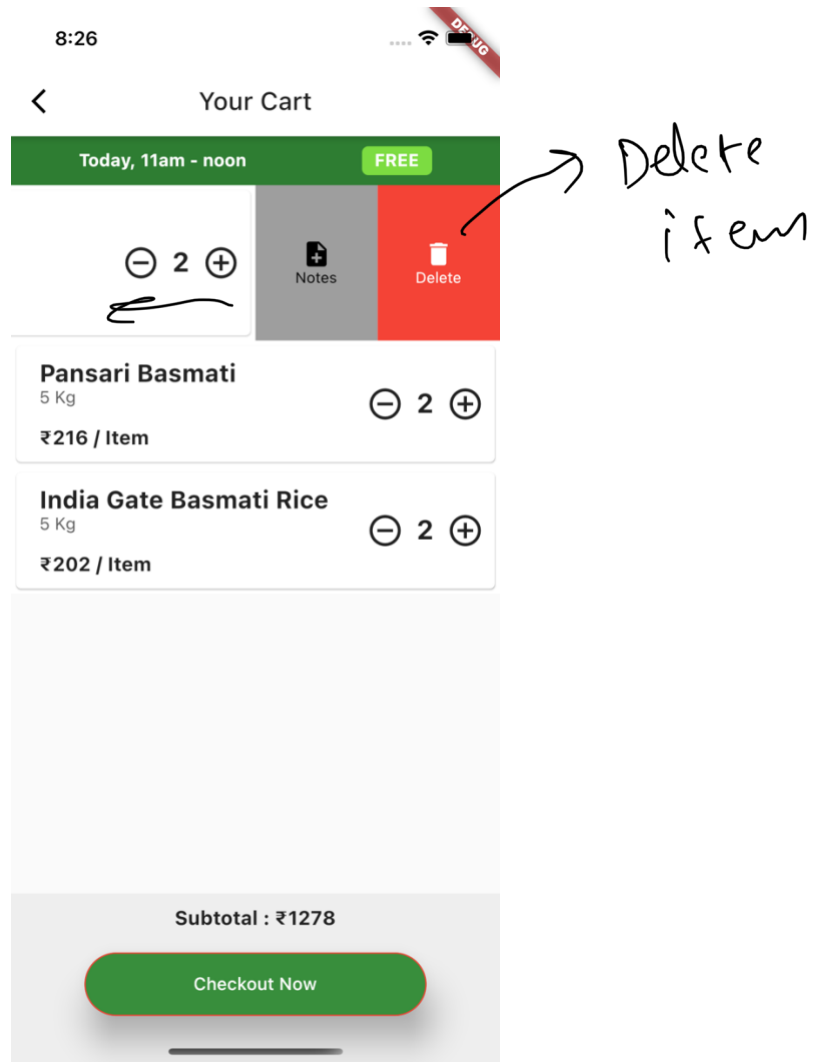 8:26
DEBUG
Your Cart
Today, 11am - noon
FREE
Delete
item
2
Notes
Delete
Pansari Basmati
5 Kg
₹216 / Item
2
India Gate Basmati Rice
5 Kg
₹202 / Item
2
Subtotal : ₹1278
Checkout Now